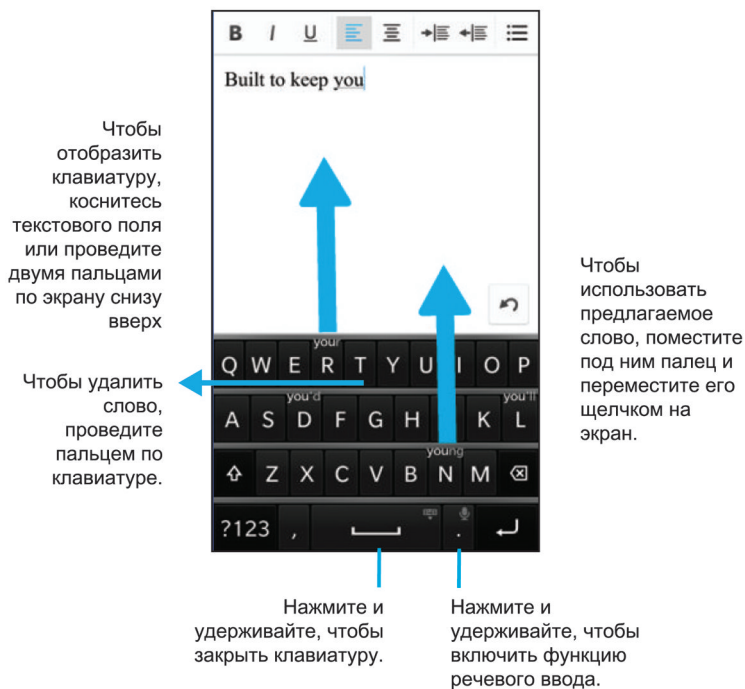 B I U
Built to keep you
Чтобы
отобразить
клавиатуру,
коснитесь
текстового поля
или проведите
двумя пальцами
по экрану снизу
вверх
Чтобы
использовать
предлагаемое
слово, поместите
под ним палец и
переместите его
щелчком на
экран.
your
Q W E R T Y U I O P
Чтобы удалить
слово,
проведите
пальцем по
клавиатуре.
you'd you'll
A S D F G H K L
young
Z X C V B N M
?123 , .
Нажмите и
удерживайте, чтобы
закрыть клавиатуру.
Нажмите и
удерживайте, чтобы
включить функцию
речевого ввода.